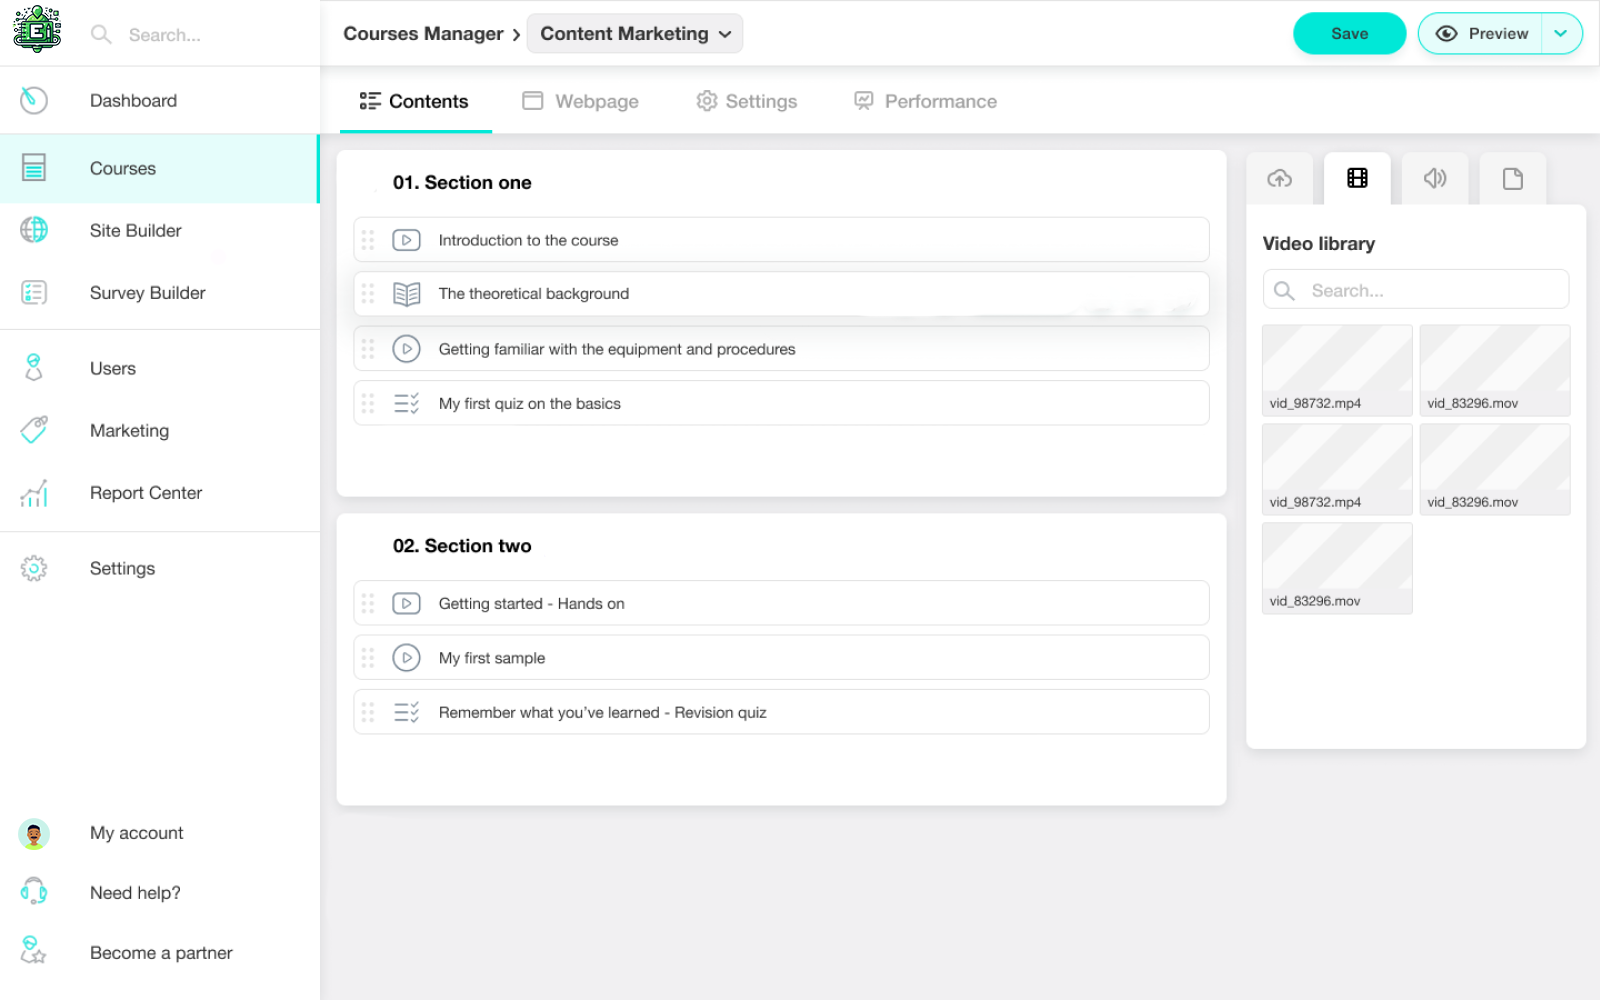 Search...
Courses Manager
Content Marketing
Save
Preview
Dashboard
Courses
Site Builder
Survey Builder
Users
Marketing
Report Center
Settings
My account
Need help?
Become a partner
Contents
Webpage
Settings
Performance
01. Section one
Introduction to the course
The theoretical background
Getting familiar with the equipment and procedures
My first quiz on the basics
02. Section two
Getting started - Hands on
My first sample
Remember what you’ve learned - Revision quiz
Video library
Search...
vid_98732.mp4
vid_83296.mov
vid_98732.mp4
vid_83296.mov
vid_83296.mov